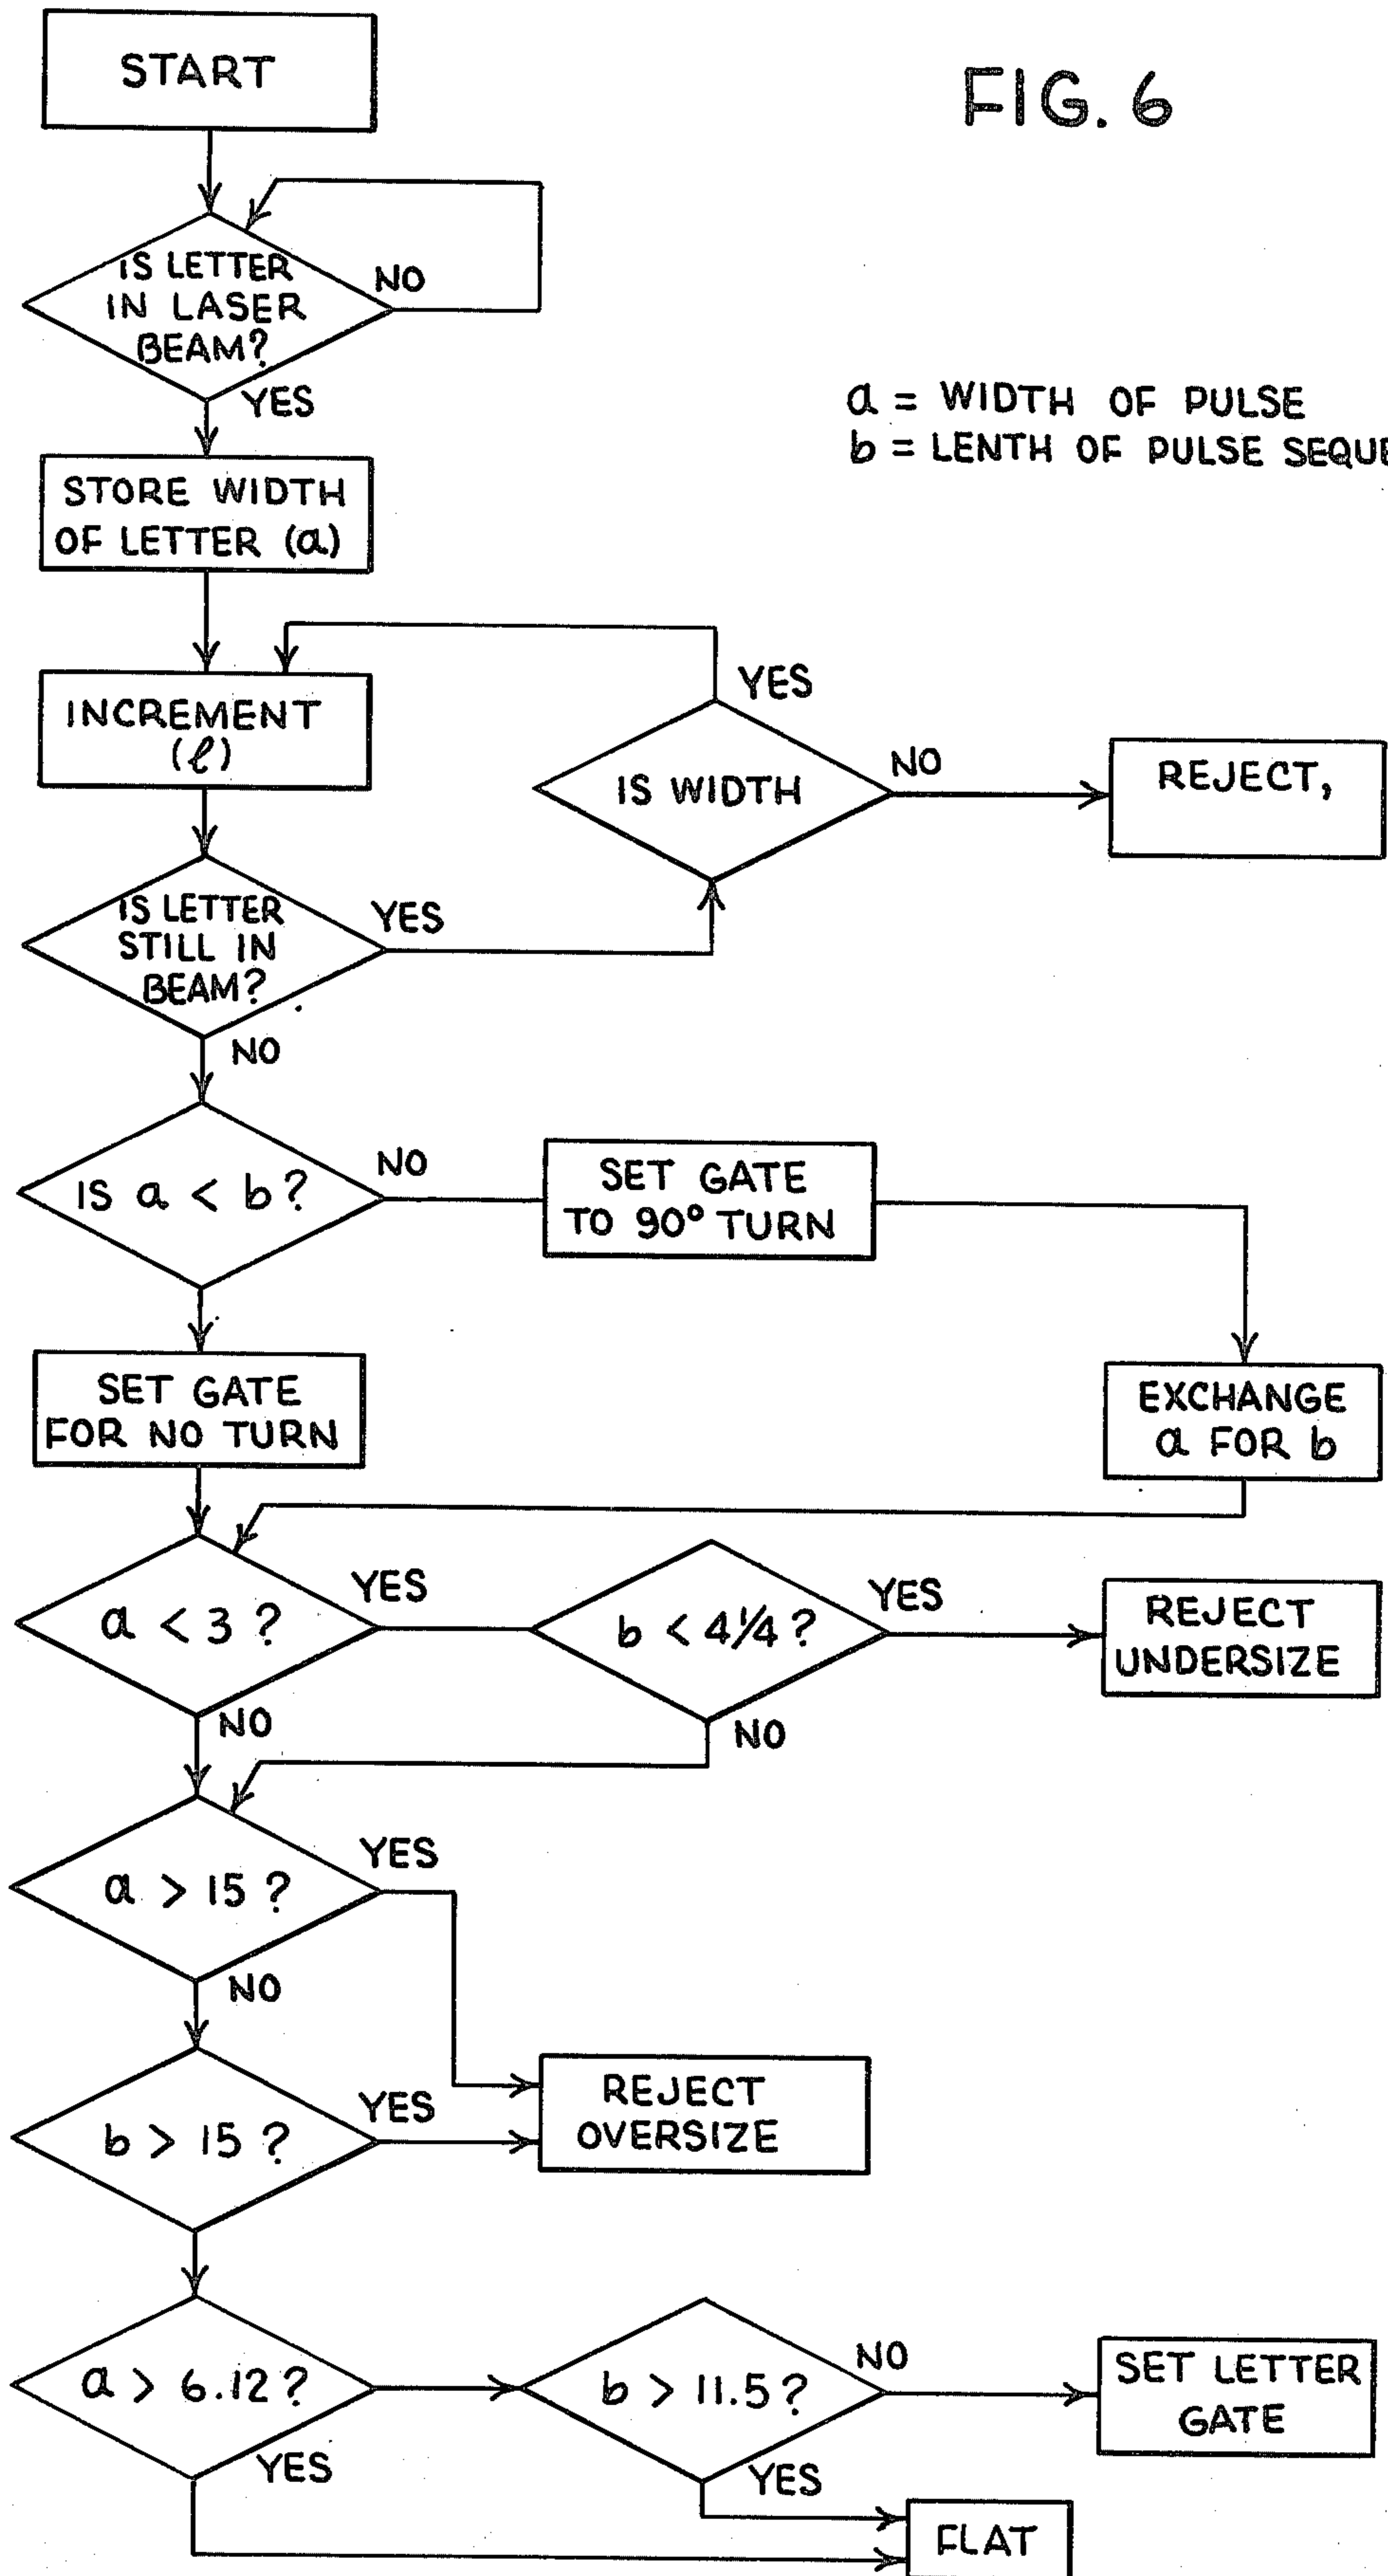 FIG. 6
START
IS LETTER
IN LASER
BEAM?
NO
YES
a = WIDTH OF PULSE
b = LENTH OF PULSE SEQUE
STORE WIDTH
OF LETTER (a)
INCREMENT
(ℓ)
YES
IS WIDTH
NO
REJECT,
IS LETTER
STILL IN
BEAM?
YES
NO
IS a < b?
NO
SET GATE
TO 90° TURN
SET GATE
FOR NO TURN
EXCHANGE
a FOR b
a < 3 ?
YES
b < 4¼ ?
YES
REJECT
UNDERSIZE
NO
NO
a > 15 ?
YES
NO
b > 15 ?
YES
REJECT
OVERSIZE
a > 6.12 ?
b > 11.5 ?
NO
SET LETTER
GATE
YES
YES
FLAT